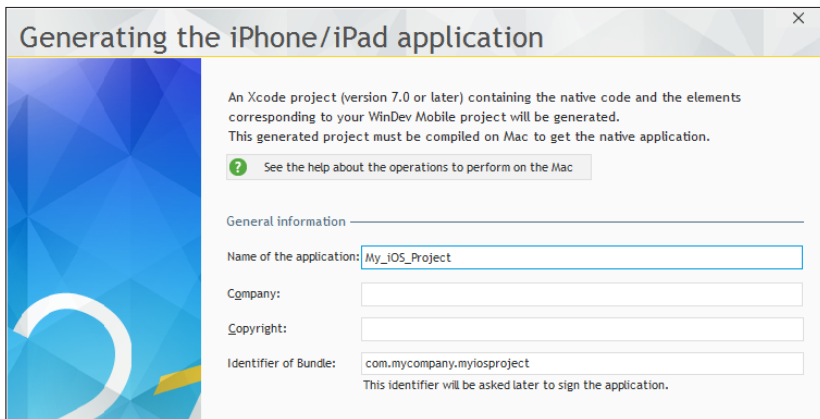 Generating the iPhone/iPad application
An Xcode project (version 7.0 or later) containing the native code and the elements
corresponding to your WinDev Mobile project will be generated.
This generated project must be compiled on Mac to get the native application.
? See the help about the operations to perform on the Mac
General information
Name of the application: My_iOS_Project
Company:
Copyright:
Identifier of Bundle: com.mycompany.myiosproject
This identifier will be asked later to sign the application.